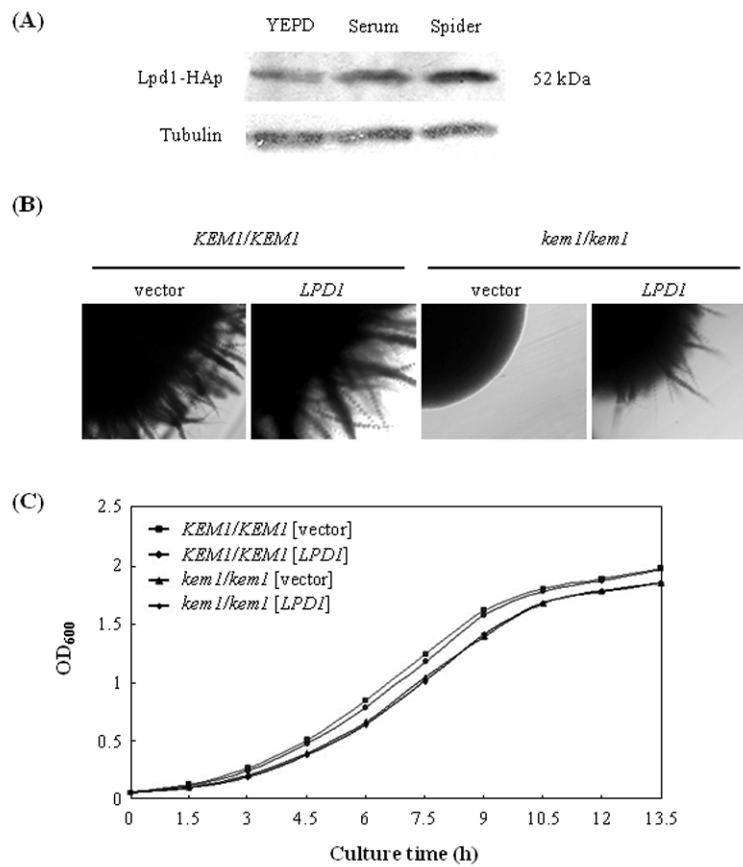 (A)
YEPD Serum Spider
Lpd1-HAp 52 kDa
Tubulin
(B)
KEM1/KEM1 kem1/kem1
vector LPD1 vector LPD1
(C)
2.5
2
1.5
1
0.5
0
OD600
KEM1/KEM1 [vector]
KEM1/KEM1 [LPD1]
kem1/kem1 [vector]
kem1/kem1 [LPD1]
0 1.5 3 4.5 6 7.5 9 10.5 12 13.5
Culture time (h)